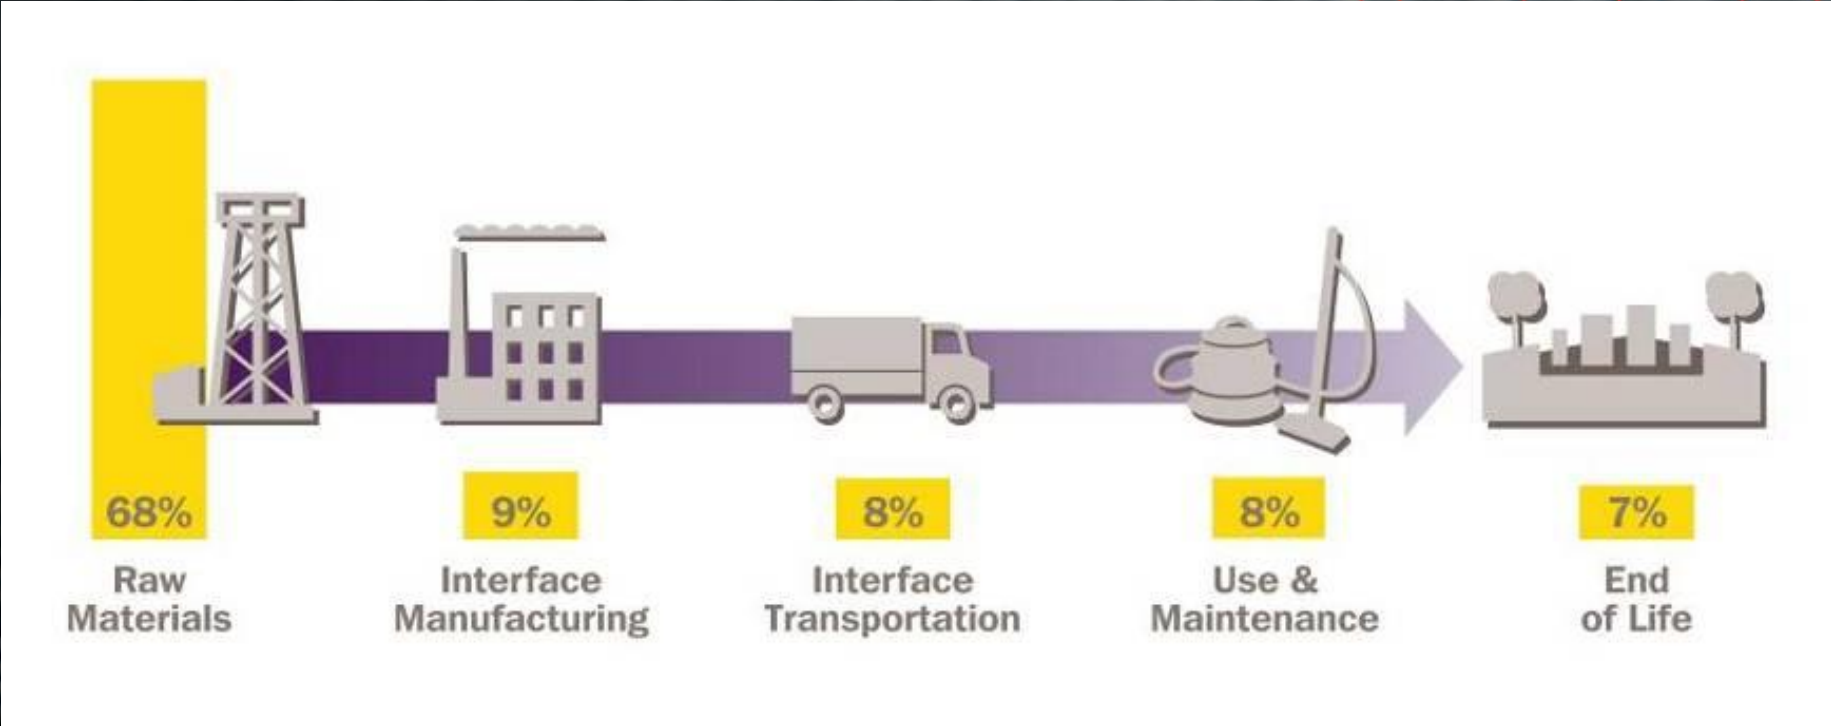 68%
Raw
Materials
9%
Interface
Manufacturing
8%
Interface
Transportation
8%
Use &
Maintenance
7%
End
of Life